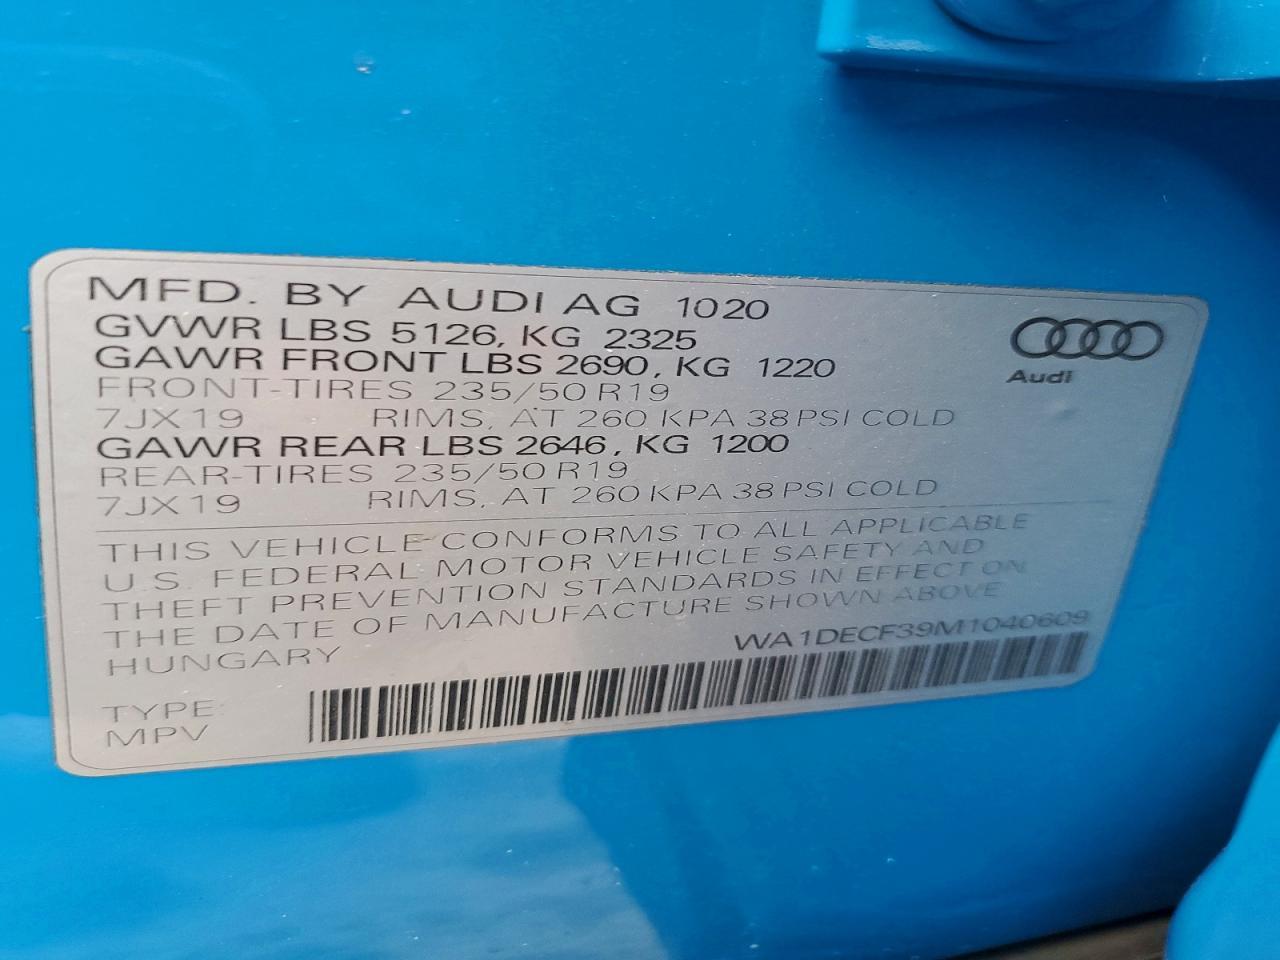 MFD. BY AUDI AG 1020
GVWR LBS 5126, KG 2325
GAWR FRONT LBS 2690, KG 1220
FRONT-TIRES 235/50 R19
7JX19 RIMS, AT 260 KPA 38 PSI COLD
GAWR REAR LBS 2646, KG 1200
REAR-TIRES 235/50 R19
7JX19 RIMS, AT 260 KPA 38 PSI COLD
Audi
THIS VEHICLE CONFORMS TO ALL APPLICABLE
U.S. FEDERAL MOTOR VEHICLE SAFETY AND
THEFT PREVENTION STANDARDS IN EFFECT ON
THE DATE OF MANUFACTURE SHOWN ABOVE
HUNGARY
WA1DECF39M1040609
TYPE:
MPV